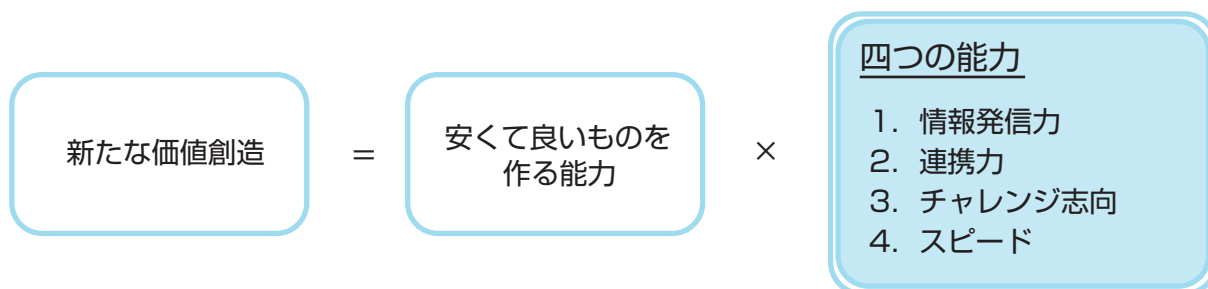 新たな価値創造
=
安くて良いものを
作る能力
×
四つの能力
1. 情報発信力
2. 連携力
3. チャレンジ志向
4. スピード